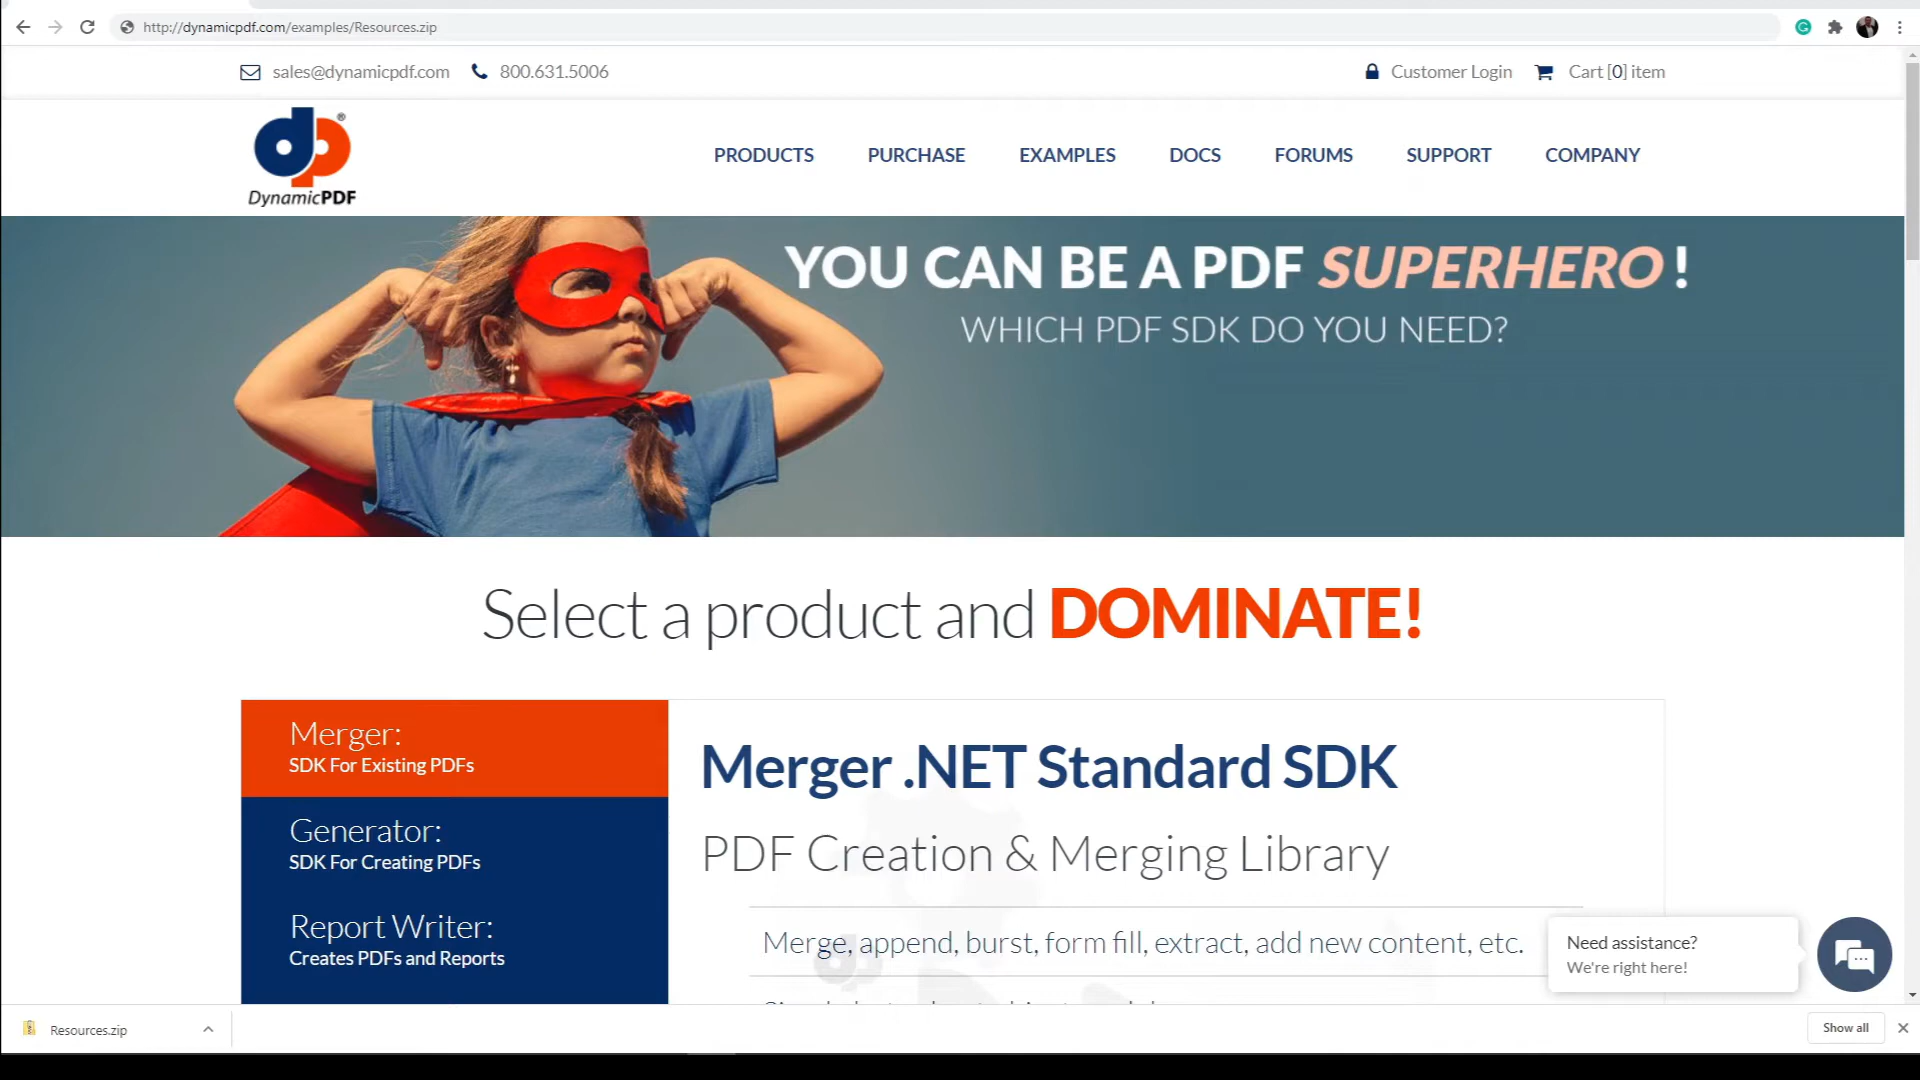 http://dynamicpdf.com/examples/Resources.zip
sales@dynamicpdf.com 800.631.5006 Customer Login Cart [0] item
DynamicPDF ®
PRODUCTS PURCHASE EXAMPLES DOCS FORUMS SUPPORT COMPANY
YOU CAN BE A PDF SUPERHERO !
WHICH PDF SDK DO YOU NEED?
Select a product and DOMINATE!
Merger:
SDK For Existing PDFs
Generator:
SDK For Creating PDFs
Report Writer:
Creates PDFs and Reports
Merger .NET Standard SDK
PDF Creation & Merging Library
Merge, append, burst, form fill, extract, add new content, etc.
Need assistance?
We're right here!
Resources.zip
Show all